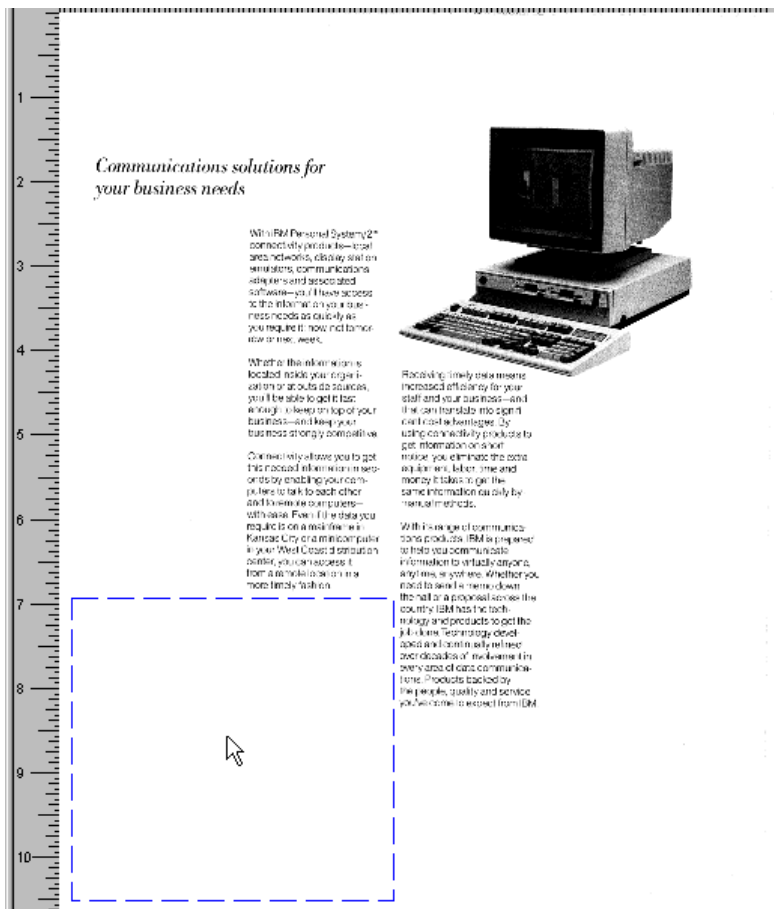 Communications solutions for
your business needs
With IBM Personal System/2™
connectivity products—local
area networks, display station
emulators, communications
adapters and associated
software—you'll have access
to the information your busi-
ness needs as quickly as
you require it: now, not tomor-
row or next week.
Whether the information is
located inside your organi-
zation or at outside sources,
you'll be able to get it fast
enough to keep on top of your
business—and keep your
business strongly competitive.
Connectivity allows you to get
this needed information in sec-
onds by enabling your com-
puters to talk to each other
and to remote computers—
with ease. Even if the data you
require is on a mainframe in
Kansas City or a minicomputer
in your West Coast distribution
center, you can access it
from a remote location in a
more timely fashion.
Receiving timely data means
increased efficiency for your
staff and your business—and
that can translate into signifi
cant cost advantages. By
using connectivity products to
get information on short
notice, you eliminate the extra
equipment, labor, time and
money it takes to get the
same information quickly by
manual methods.
With its range of communica-
tions products, IBM is prepared
to help you communicate
information to virtually anyone,
anytime, anywhere. Whether you
need to send a memo down
the hall or a proposal across the
country, IBM has the tech-
nology and products to get the
job done. Technology devel-
oped and continually refined
over decades of involvement in
every area of data communica-
tions. Products backed by
the people, quality and service
you've come to expect from IBM.
1
2
3
4
5
6
7
8
9
10